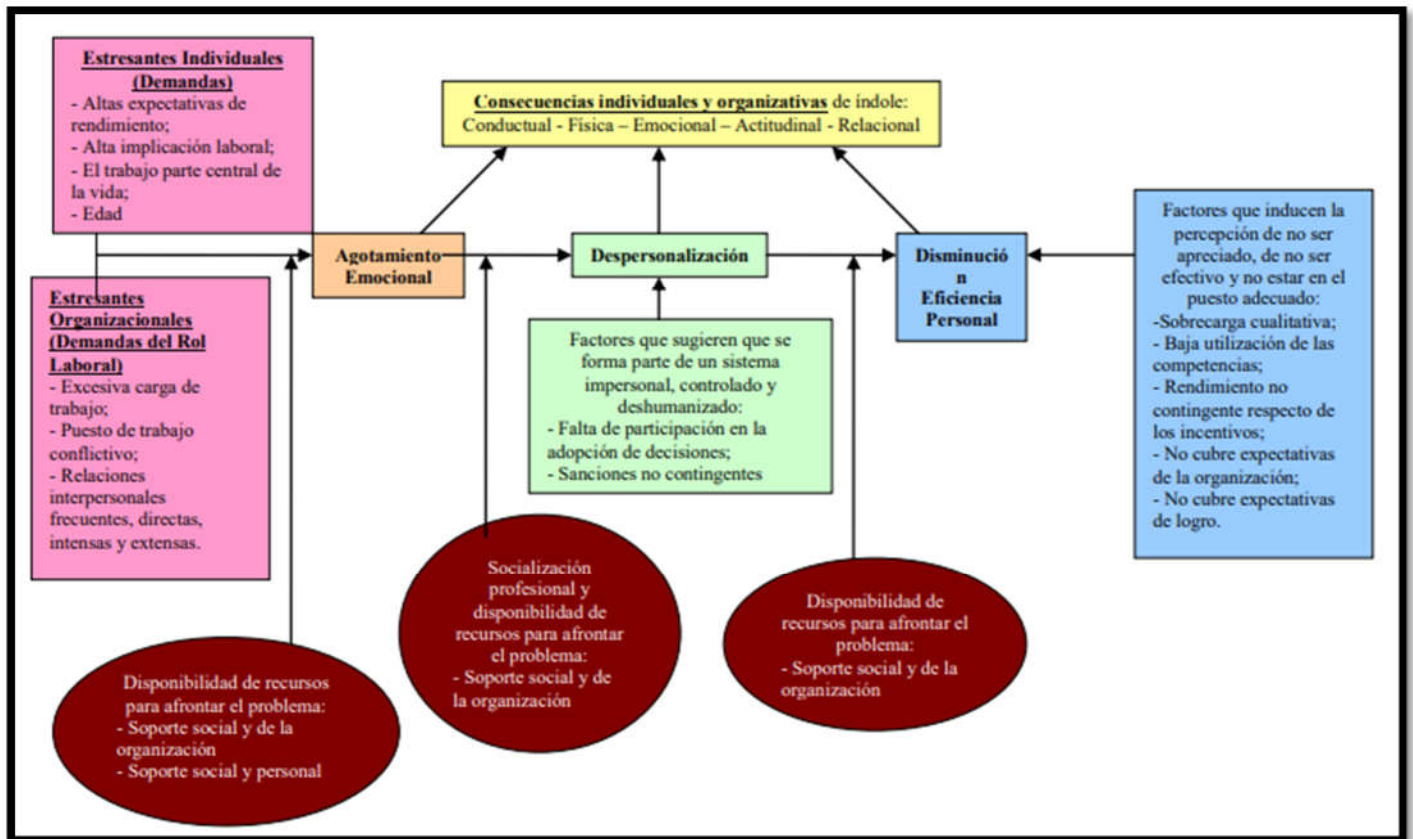 Estresantes Individuales
(Demandas)
- Altas expectativas de
rendimiento;
- Alta implicación laboral;
- El trabajo parte central de
la vida;
- Edad
Consecuencias individuales y organizativas de índole:
Conductual - Física – Emocional – Actitudinal - Relacional
Agotamiento
Emocional
Despersonalización
Disminució
n
Eficiencia
Personal
Factores que inducen la
percepción de no ser
apreciado, de no ser
efectivo y no estar en el
puesto adecuado:
-Sobrecarga cualitativa;
- Baja utilización de las
competencias;
- Rendimiento no
contingente respecto de
los incentivos;
- No cubre expectativas
de la organización;
- No cubre expectativas
de logro.
Estresantes
Organizacionales
(Demandas del Rol
Laboral)
- Excesiva carga de
trabajo;
- Puesto de trabajo
conflictivo;
- Relaciones
interpersonales
frecuentes, directas,
intensas y extensas.
Factores que sugieren que se
forma parte de un sistema
impersonal, controlado y
deshumanizado:
- Falta de participación en la
adopción de decisiones;
- Sanciones no contingentes
Disponibilidad de recursos
para afrontar el problema:
- Soporte social y de la
organización
- Soporte social y personal
Socialización
profesional y
disponibilidad de
recursos para afrontar
el problema:
- Soporte social y de
la organización
Disponibilidad de
recursos para afrontar el
problema:
- Soporte social y de la
organización